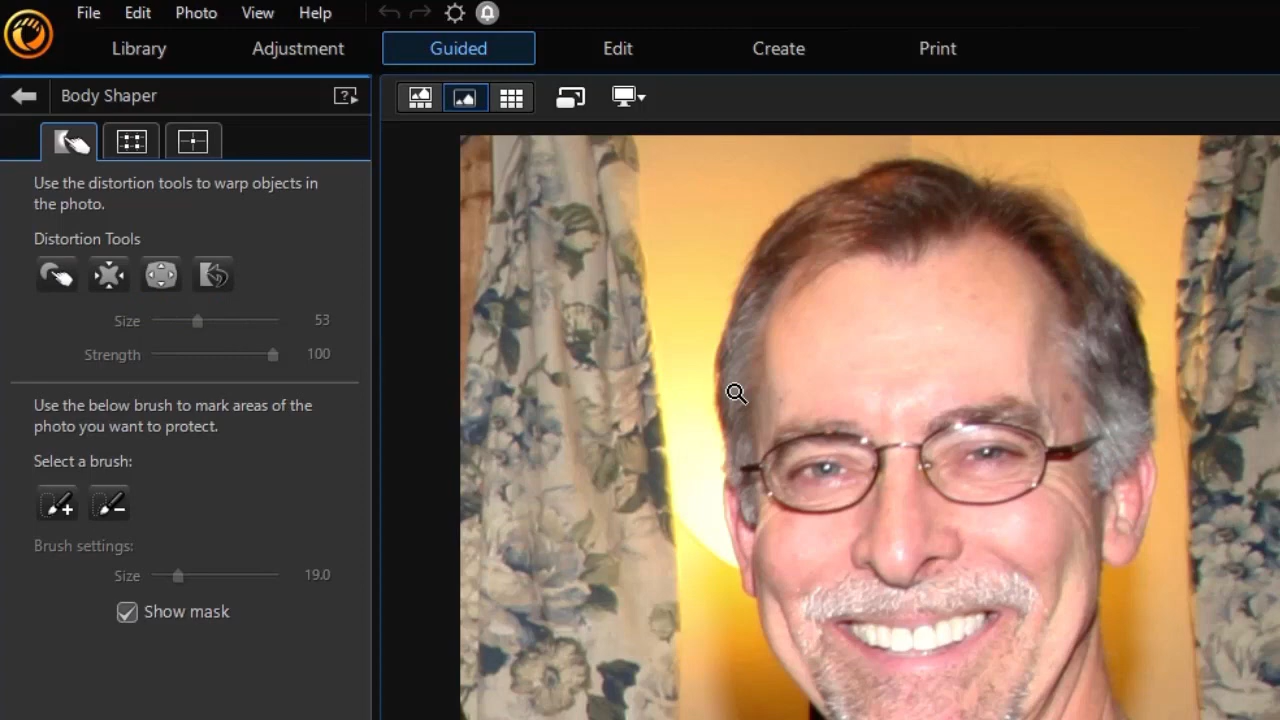 File Edit Photo View Help
Library Adjustment Guided Edit Create Print
Body Shaper
Use the distortion tools to warp objects in
the photo.
Distortion Tools
Size 53
Strength 100
Use the below brush to mark areas of the
photo you want to protect.
Select a brush:
Brush settings:
Size 19.0
Show mask